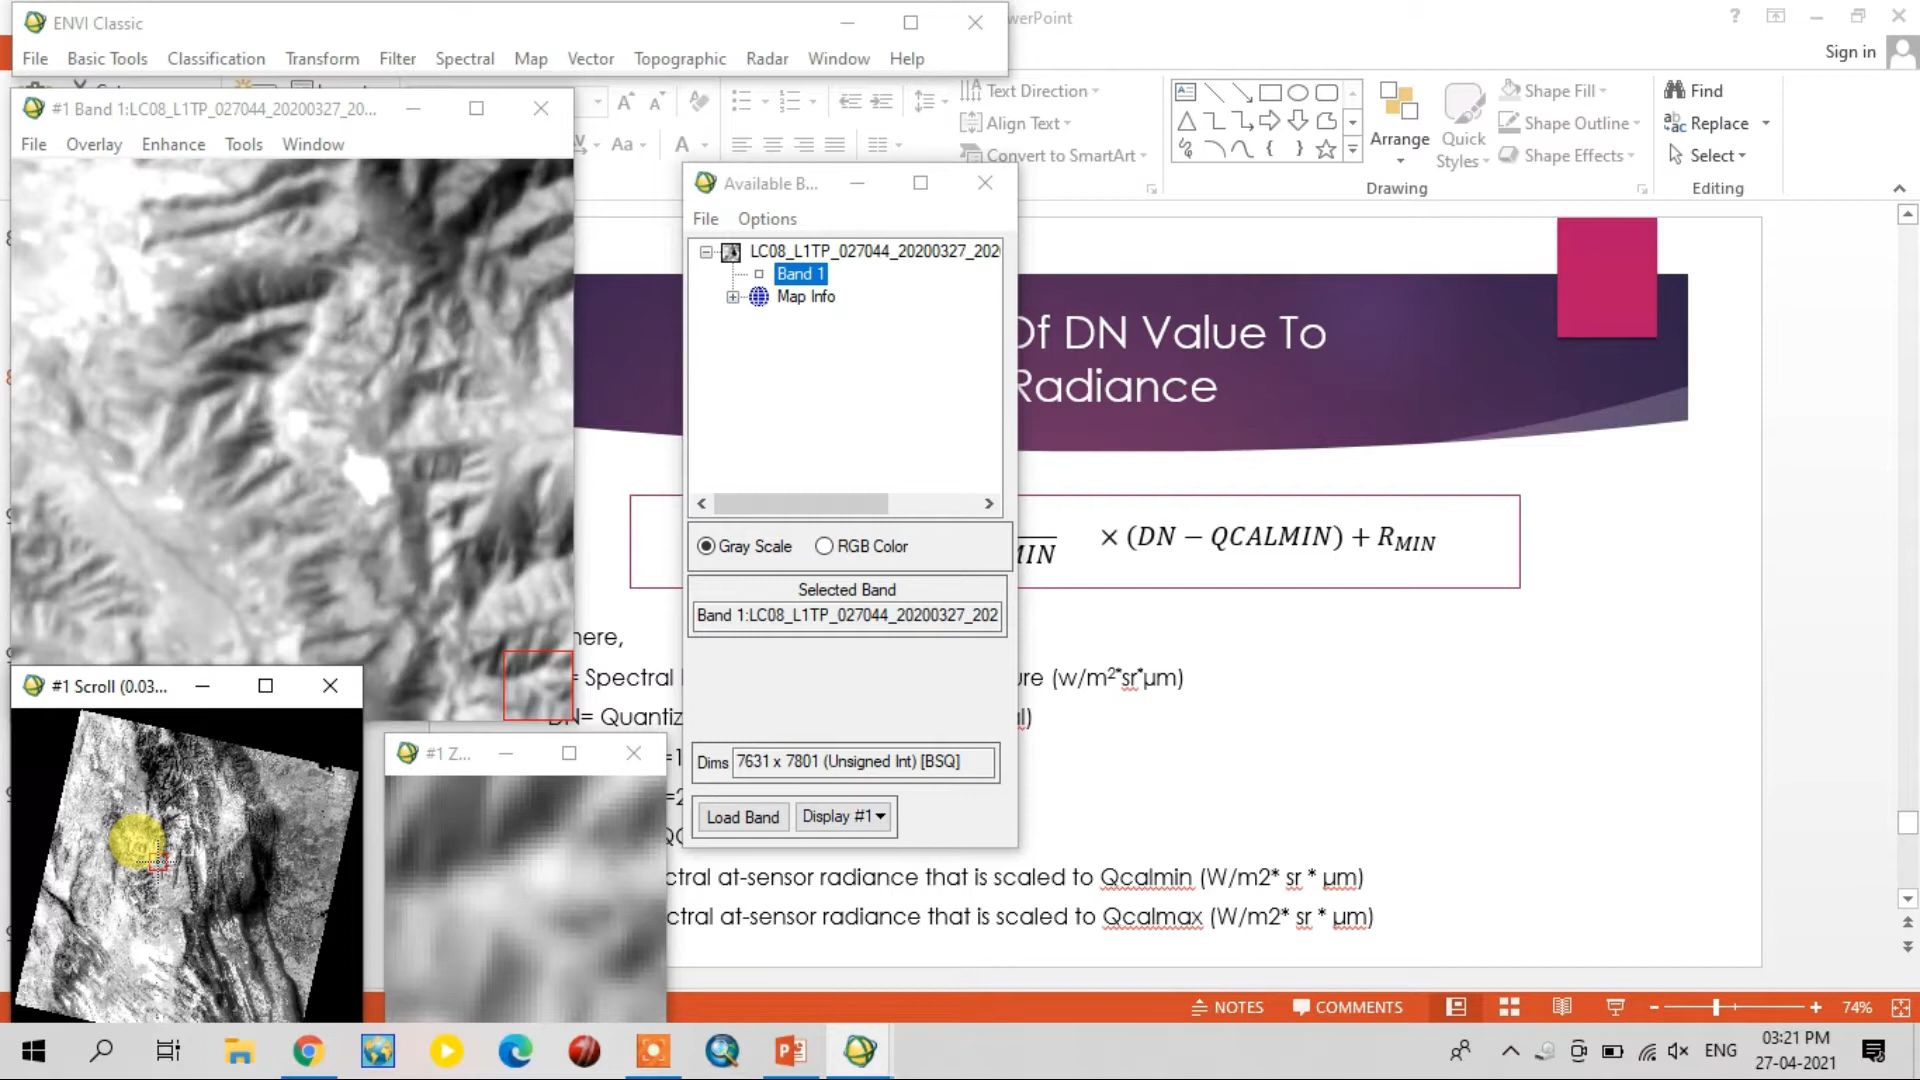 ENVI Classic
werPoint
Sign in
File Basic Tools Classification Transform Filter Spectral Map Vector Topographic Radar Window Help
#1 Band 1:LC08_L1TP_027044_20200327_20...
File Overlay Enhance Tools Window
Text Direction
Align Text
Convert to SmartArt
Arrange
Quick Styles
Shape Fill
Shape Outline
Shape Effects
Drawing
Find
Replace
Select
Editing
Available B...
File Options
LC08_L1TP_027044_20200327_202
Band 1
Map Info
Gray Scale RGB Color
Selected Band
Band 1:LC08_L1TP_027044_20200327_202
Dims 7631 x 7801 (Unsigned Int) [BSQ]
Load Band Display #1
Of DN Value To
Radiance
MIN × (DN − QCALMIN) + R_MIN
here,
= Spectral
ure (w/m²*sr*µm)
DN= Quantiz
l)
=1
=2
ctral at-sensor radiance that is scaled to Qcalmin (W/m2* sr * µm)
ctral at-sensor radiance that is scaled to Qcalmax (W/m2* sr * µm)
#1 Scroll (0.03...
#1 Z...
NOTES COMMENTS 74%
ENG
03:21 PM
27-04-2021